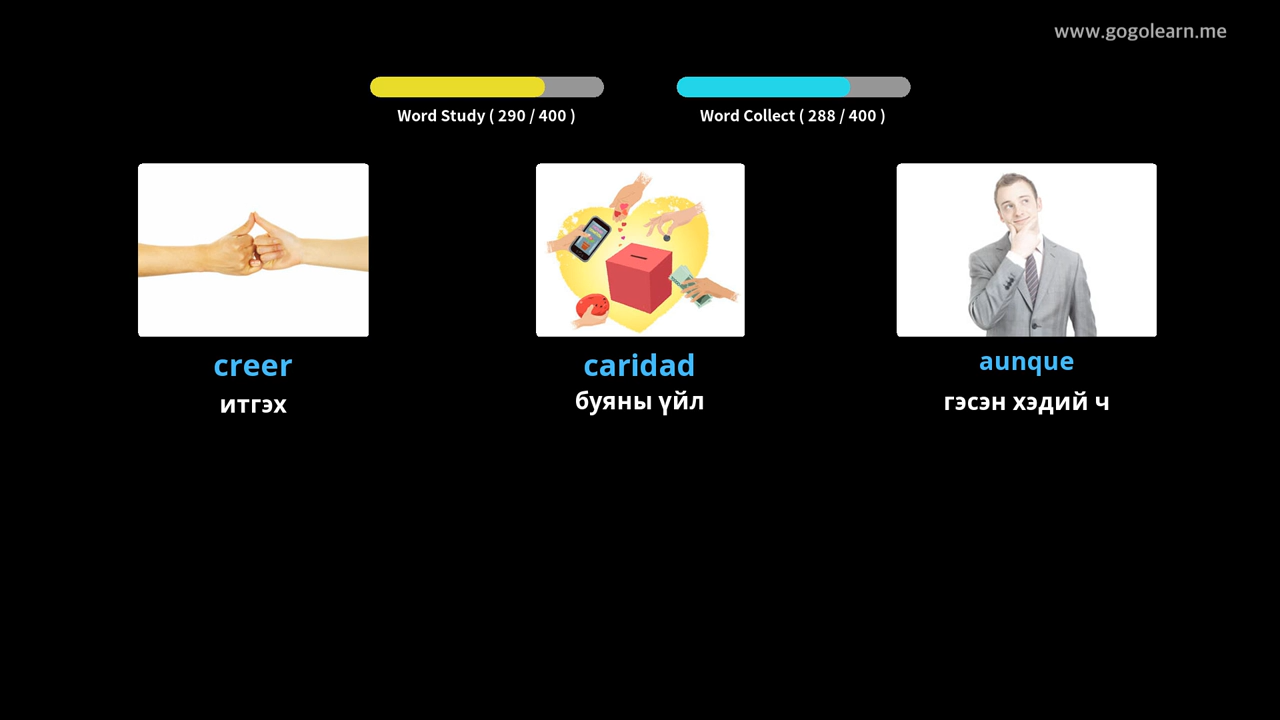 www.gogolearn.me
Word Study ( 290 / 400 )
Word Collect ( 288 / 400 )
creer
итгэх
caridad
буяны үйл
aunque
гэсэн хэдий ч